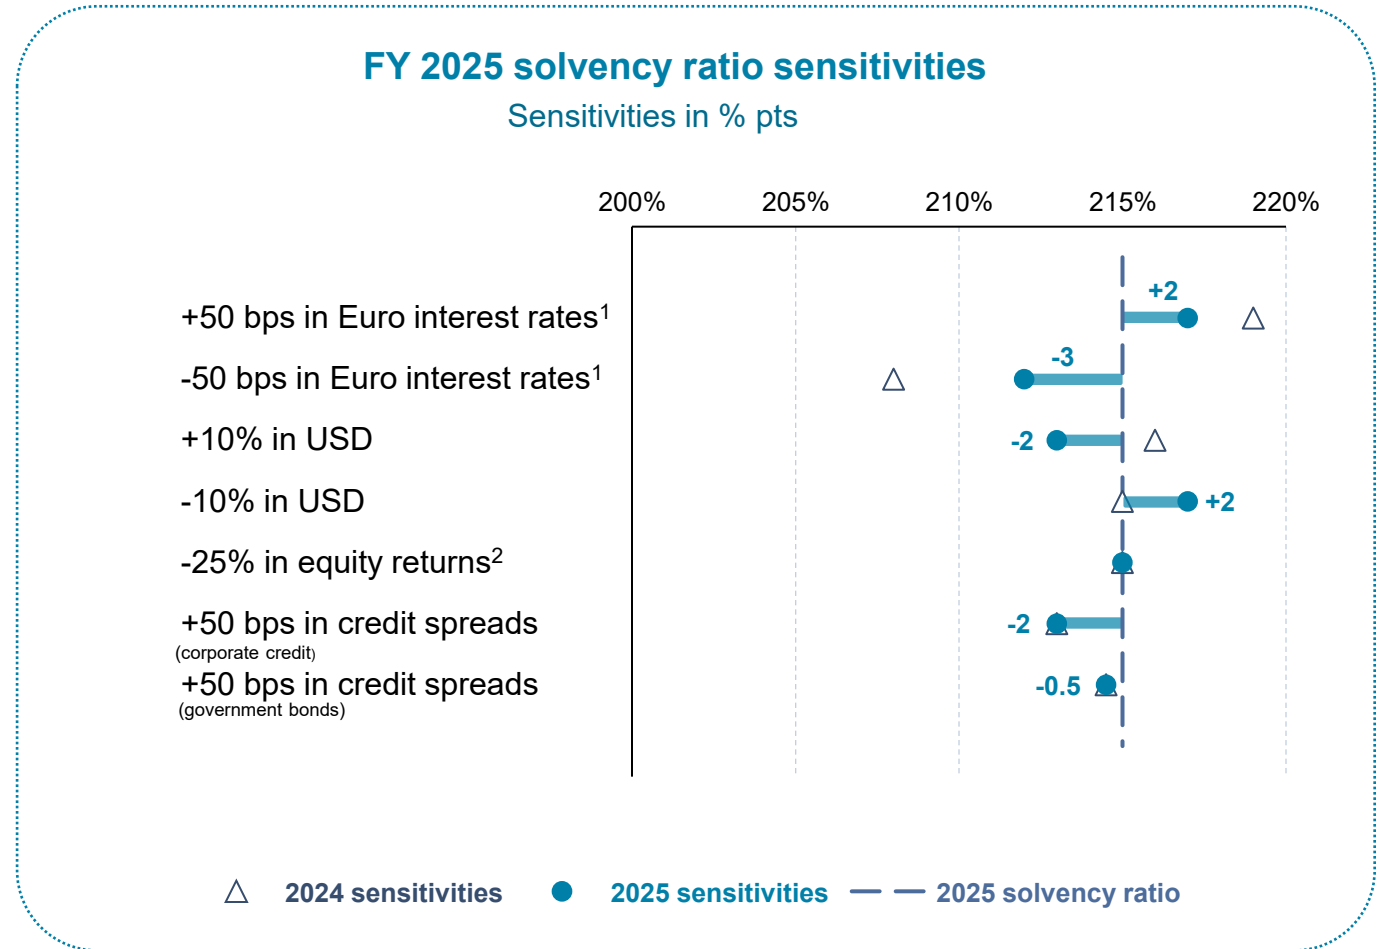 FY 2025 solvency ratio sensitivities
Sensitivities in % pts
200% 205% 210% 215% 220%
+2
+50 bps in Euro interest rates¹
-3
-50 bps in Euro interest rates¹
+10% in USD -2
-10% in USD +2
-25% in equity returns²
+50 bps in credit spreads -2
(corporate credit)
+50 bps in credit spreads -0.5
(government bonds)
2024 sensitivities 2025 sensitivities 2025 solvency ratio